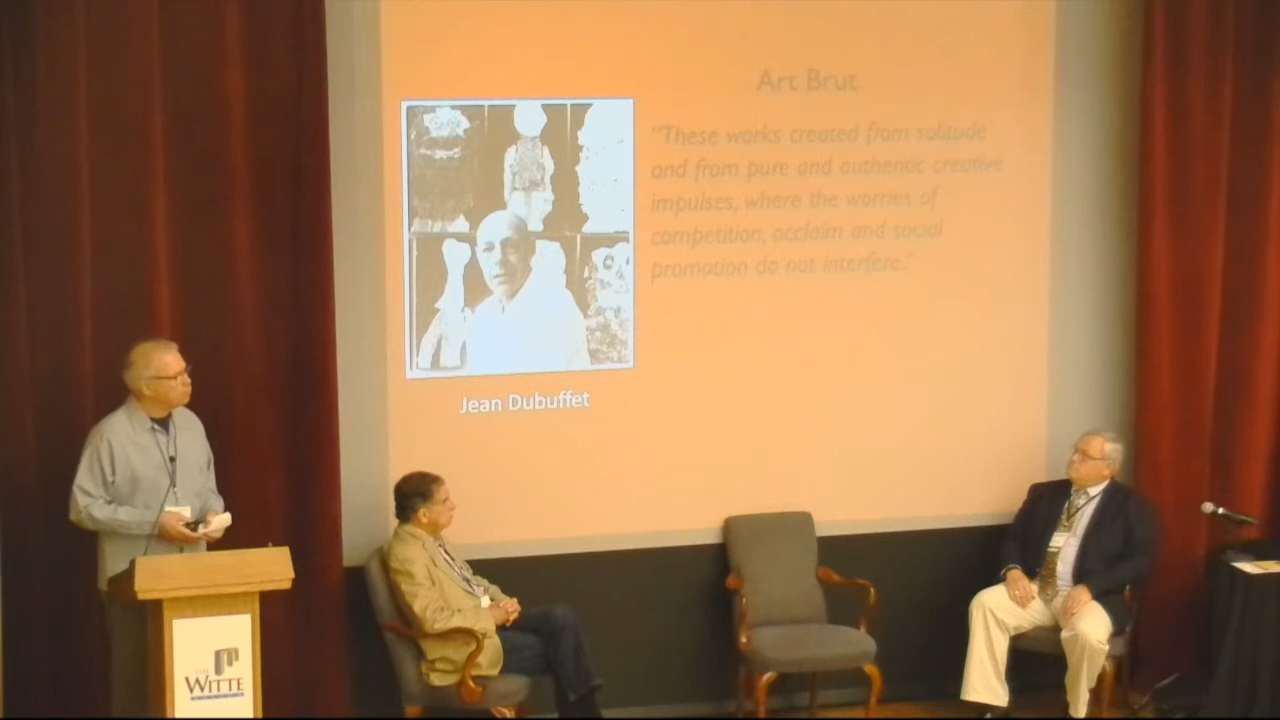 Art Brut
"These works created from solitude
and from pure and authentic creative
impulses, where the worries of
competition, acclaim and social
promotion do not interfere."
Jean Dubuffet
THE
WITTE